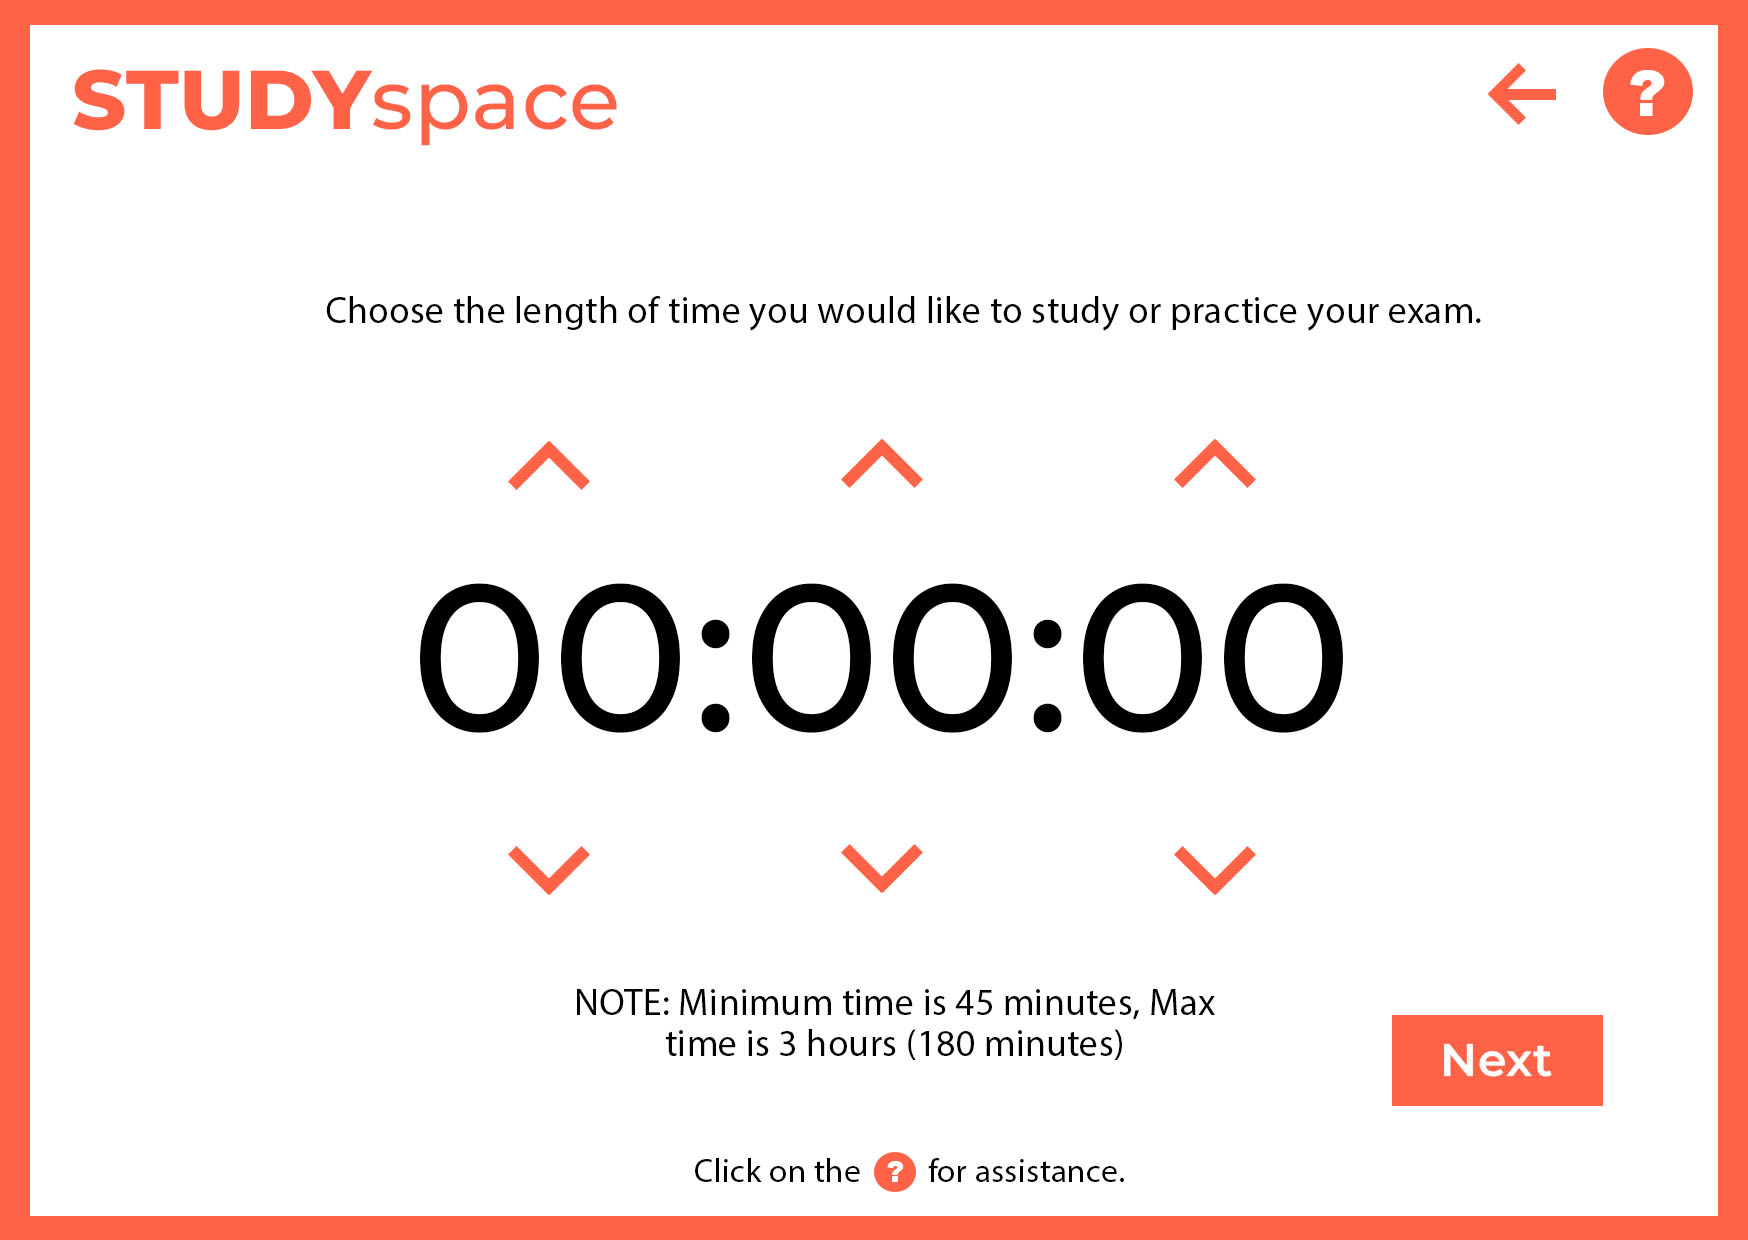 STUDYspace
?
Choose the length of time you would like to study or practice your exam.
00:00:00
NOTE: Minimum time is 45 minutes, Max
time is 3 hours (180 minutes)
Next
Click on the ? for assistance.